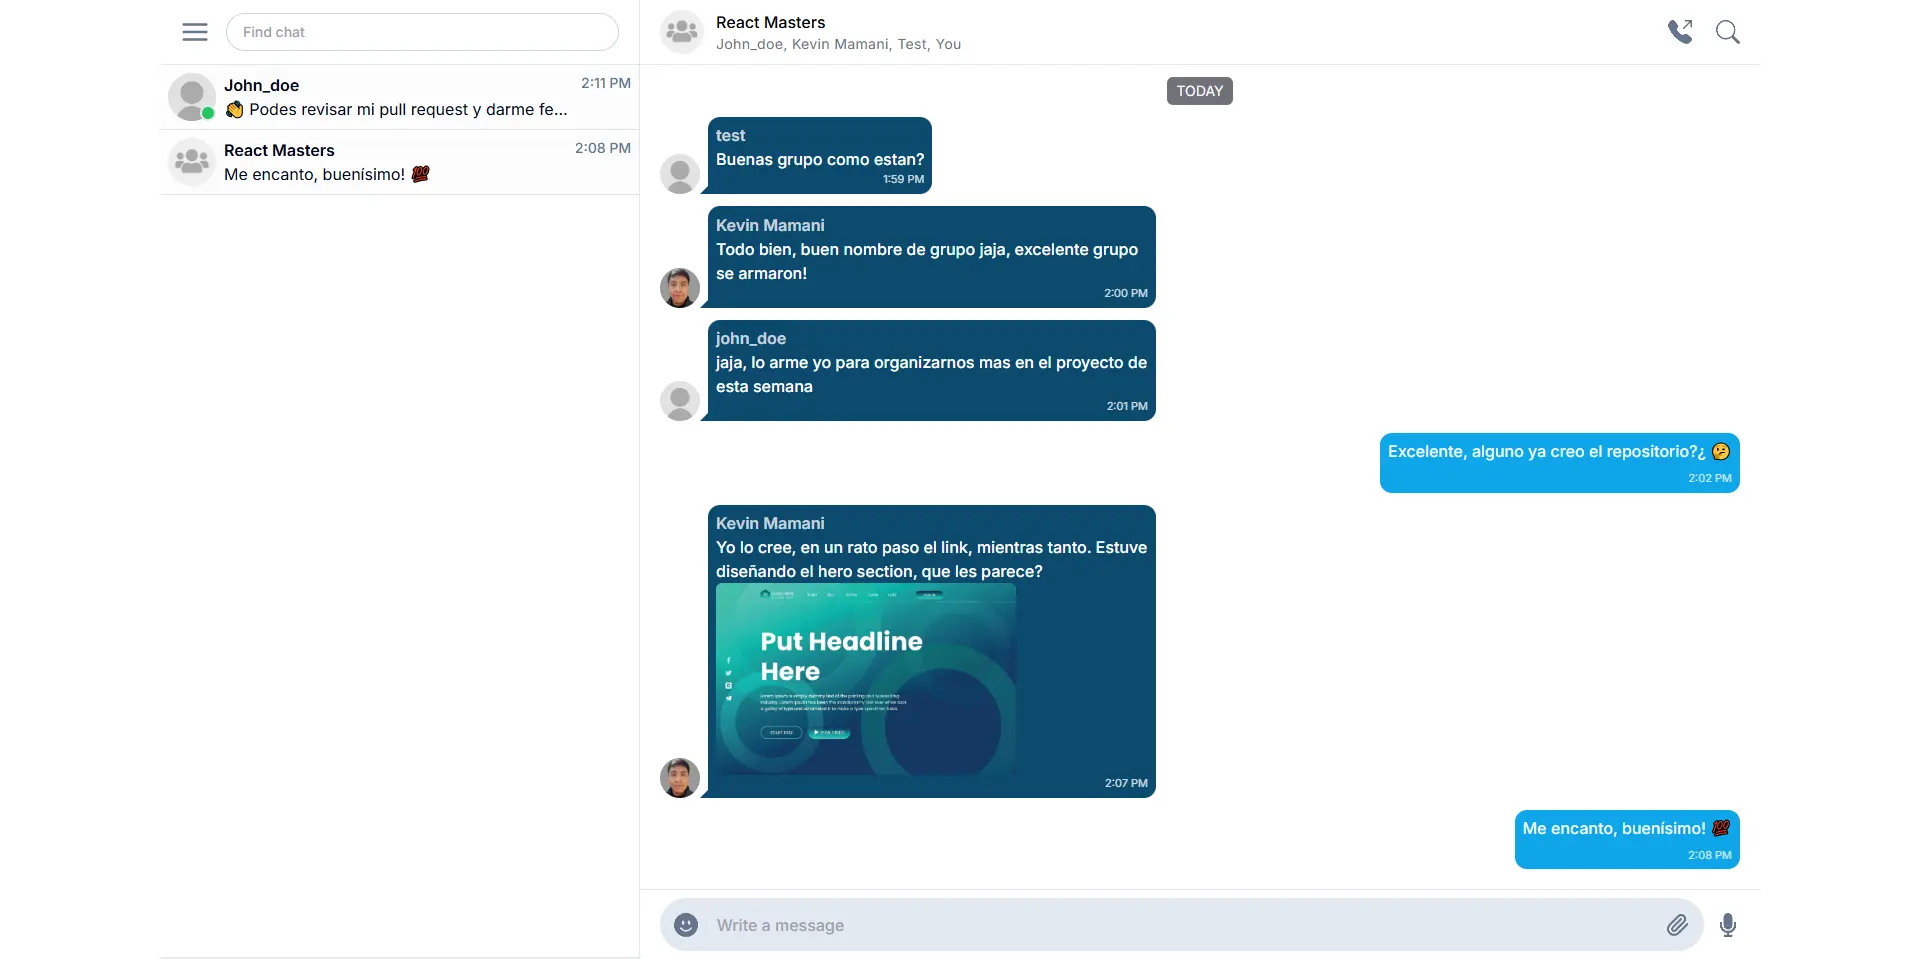 Find chat
John_doe
2:11 PM
👏 Podes revisar mi pull request y darme fe...
React Masters
2:08 PM
Me encanto, buenísimo! 💯
React Masters
John_doe, Kevin Mamani, Test, You
TODAY
test
Buenas grupo como estan?
1:59 PM
Kevin Mamani
Todo bien, buen nombre de grupo jaja, excelente grupo
se armaron!
2:00 PM
john_doe
jaja, lo arme yo para organizarnos mas en el proyecto de
esta semana
2:01 PM
Excelente, alguno ya creo el repositorio?¿ 🤔
2:02 PM
Kevin Mamani
Yo lo cree, en un rato paso el link, mientras tanto. Estuve
diseñando el hero section, que les parece?
Put Headline
Here
2:07 PM
Me encanto, buenísimo! 💯
2:08 PM
Write a message